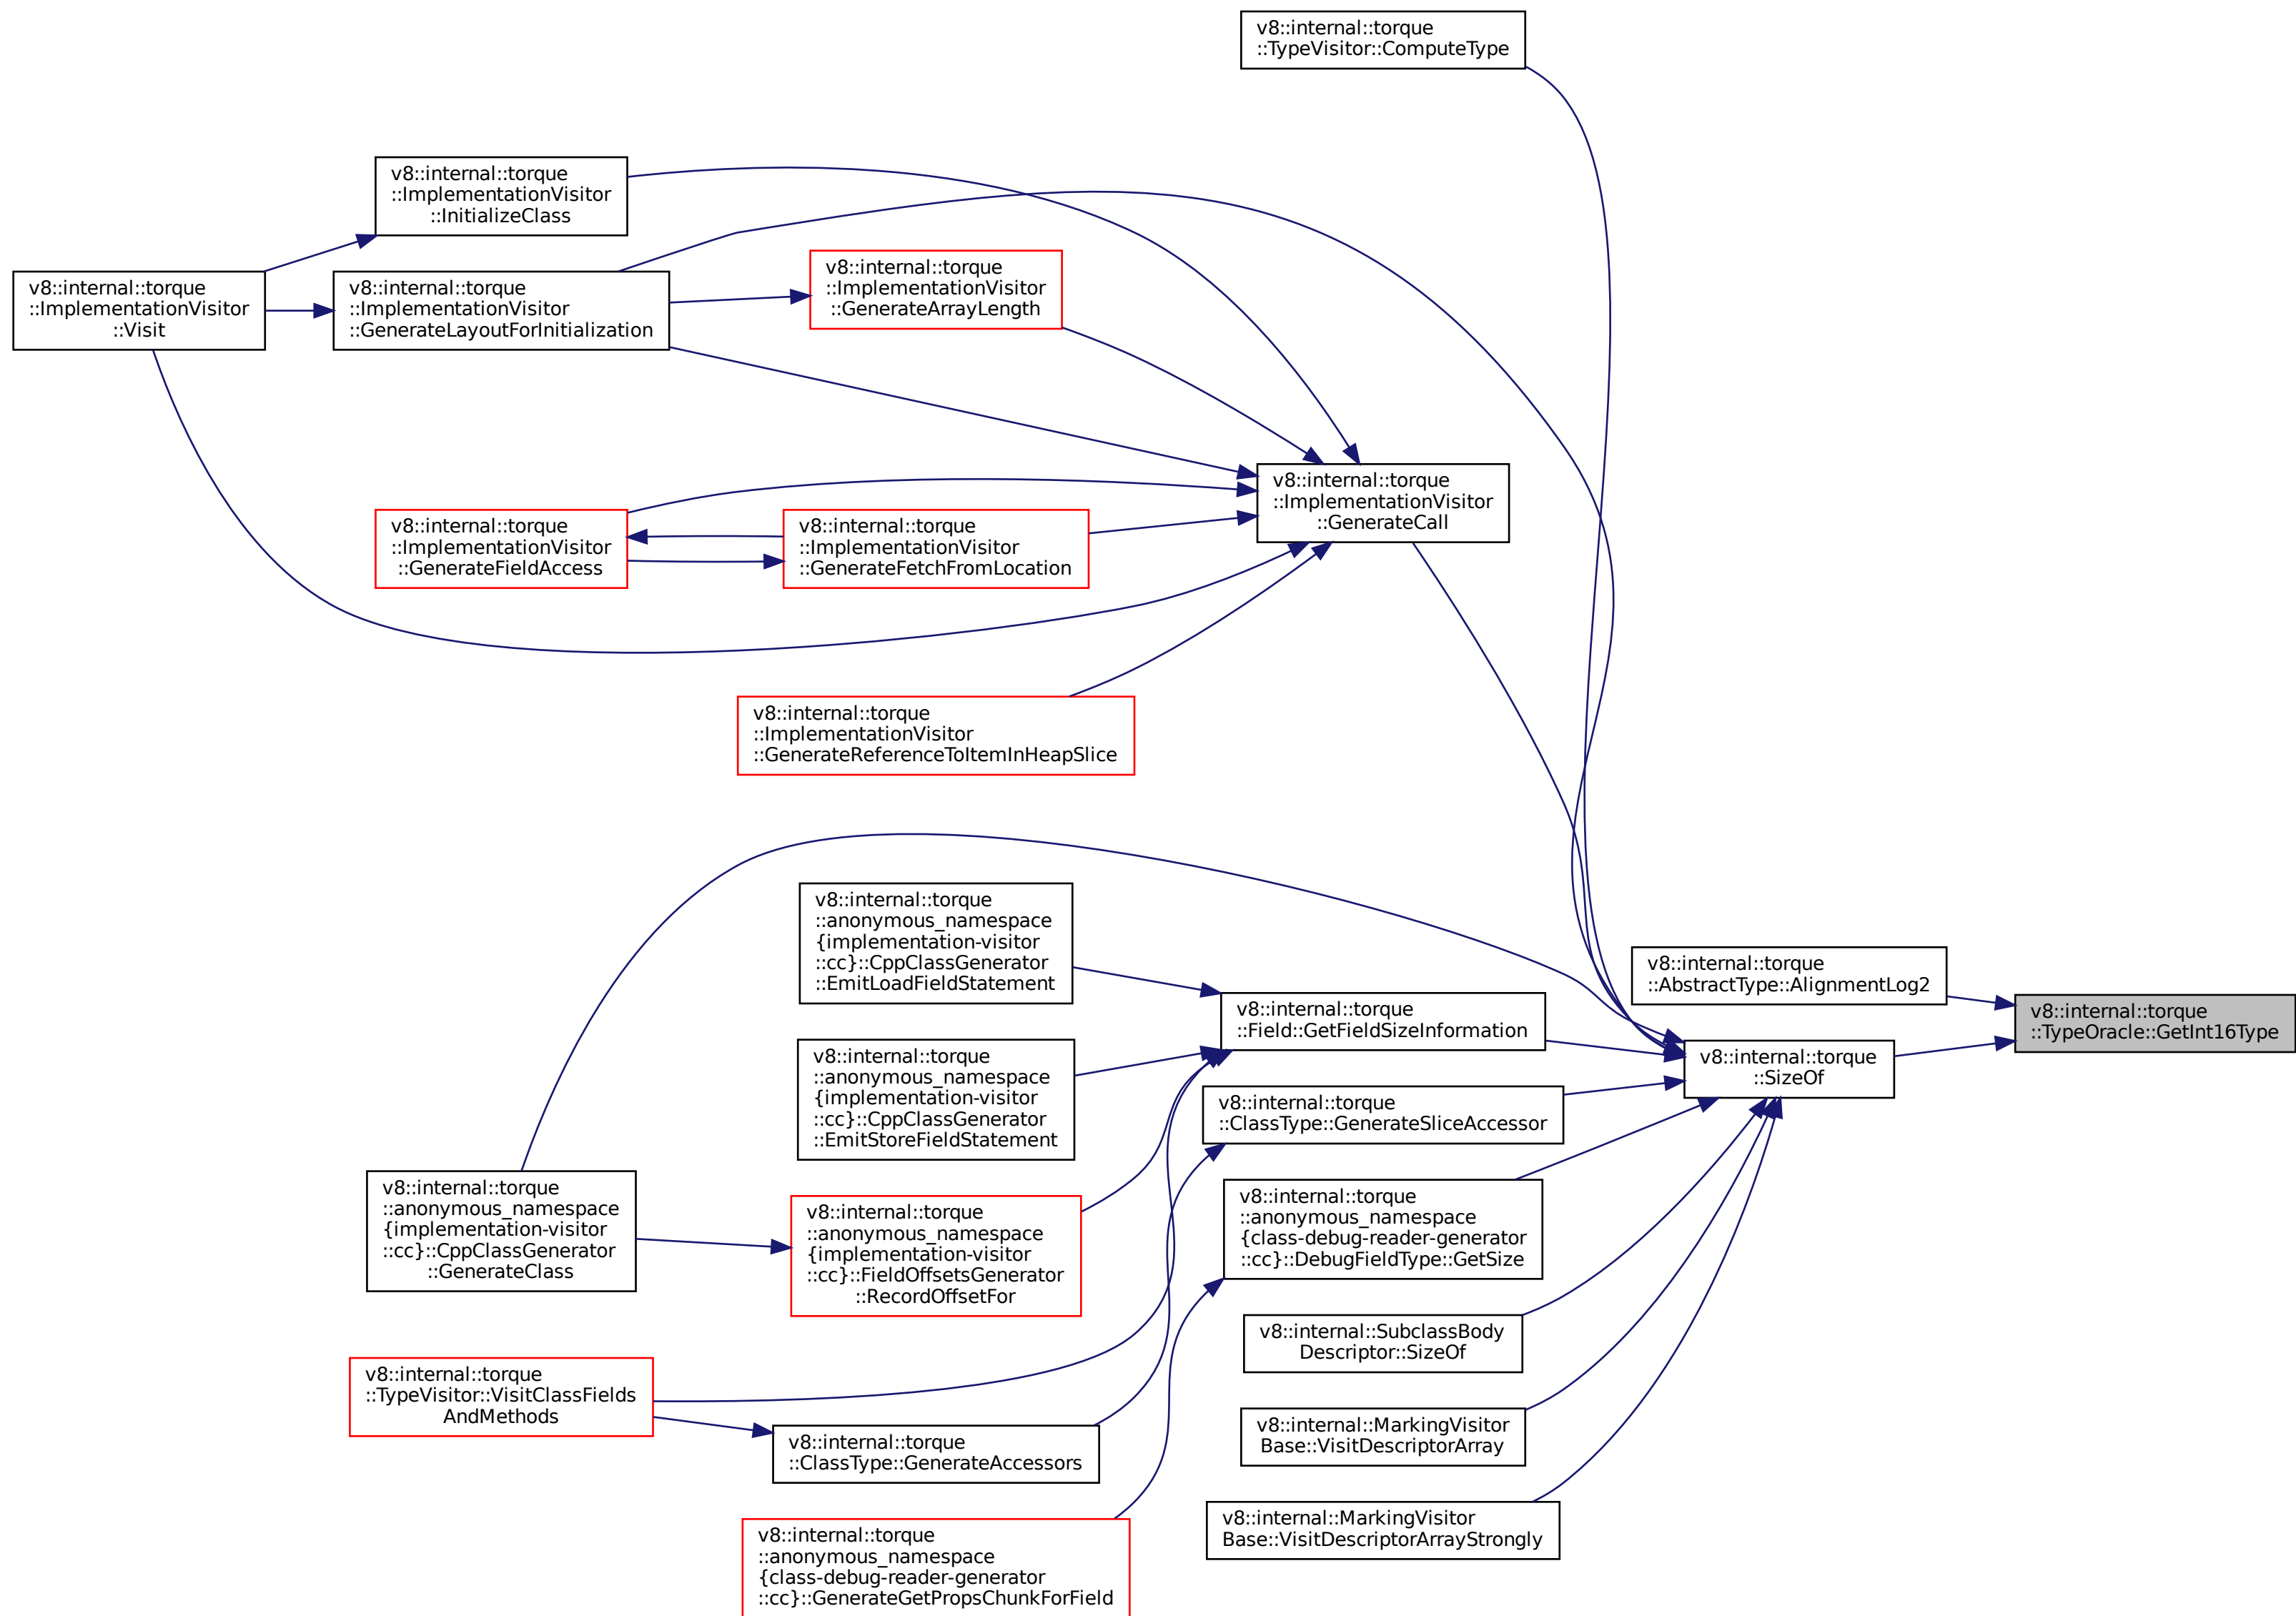 v8::internal::torque
::TypeVisitor::ComputeType
v8::internal::torque
::ImplementationVisitor
::InitializeClass
v8::internal::torque
::ImplementationVisitor
::GenerateArrayLength
v8::internal::torque
::ImplementationVisitor
::Visit
v8::internal::torque
::ImplementationVisitor
::GenerateLayoutForInitialization
v8::internal::torque
::ImplementationVisitor
::GenerateCall
v8::internal::torque
::ImplementationVisitor
::GenerateFieldAccess
v8::internal::torque
::ImplementationVisitor
::GenerateFetchFromLocation
v8::internal::torque
::ImplementationVisitor
::GenerateReferenceToItemInHeapSlice
v8::internal::torque
::anonymous_namespace
{implementation-visitor
::cc}::CppClassGenerator
::EmitLoadFieldStatement
v8::internal::torque
::AbstractType::AlignmentLog2
v8::internal::torque
::TypeOracle::GetInt16Type
v8::internal::torque
::Field::GetFieldSizeInformation
v8::internal::torque
::SizeOf
v8::internal::torque
::anonymous_namespace
{implementation-visitor
::cc}::CppClassGenerator
::EmitStoreFieldStatement
v8::internal::torque
::ClassType::GenerateSliceAccessor
v8::internal::torque
::anonymous_namespace
{implementation-visitor
::cc}::CppClassGenerator
::GenerateClass
v8::internal::torque
::anonymous_namespace
{implementation-visitor
::cc}::FieldOffsetsGenerator
::RecordOffsetFor
v8::internal::torque
::anonymous_namespace
{class-debug-reader-generator
::cc}::DebugFieldType::GetSize
v8::internal::SubclassBody
Descriptor::SizeOf
v8::internal::torque
::TypeVisitor::VisitClassFields
AndMethods
v8::internal::torque
::ClassType::GenerateAccessors
v8::internal::MarkingVisitor
Base::VisitDescriptorArray
v8::internal::MarkingVisitor
Base::VisitDescriptorArrayStrongly
v8::internal::torque
::anonymous_namespace
{class-debug-reader-generator
::cc}::GenerateGetPropsChunkForField